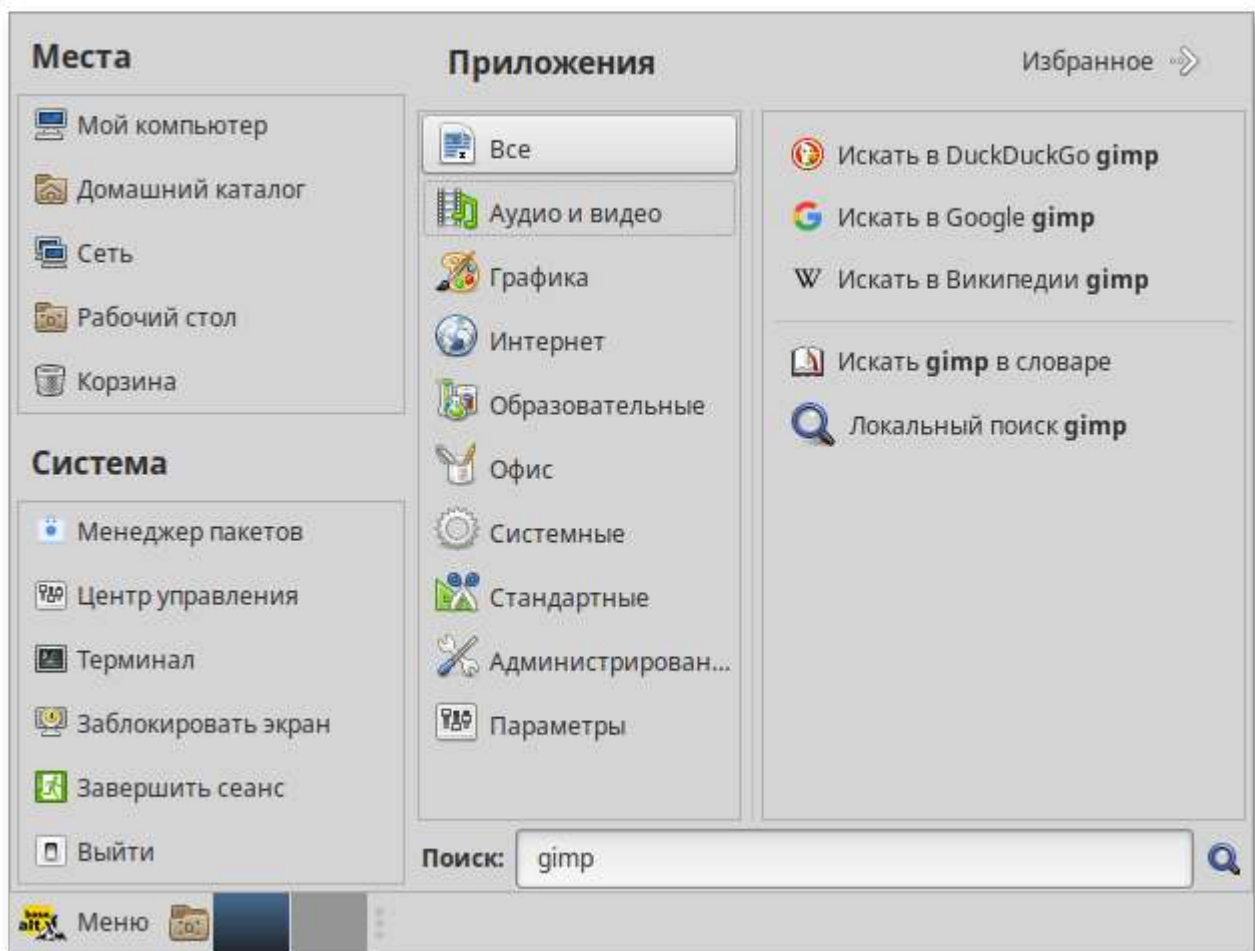 Места
Мой компьютер
Домашний каталог
Сеть
Рабочий стол
Корзина
Система
Менеджер пакетов
Центр управления
Терминал
Заблокировать экран
Завершить сеанс
Выйти
Приложения
Избранное
Все
Аудио и видео
Графика
Интернет
Образовательные
Офис
Системные
Стандартные
Администрирован...
Параметры
Искать в DuckDuckGo gimp
Искать в Google gimp
W Искать в Википедии gimp
Искать gimp в словаре
Локальный поиск gimp
Поиск: gimp
base alt Меню